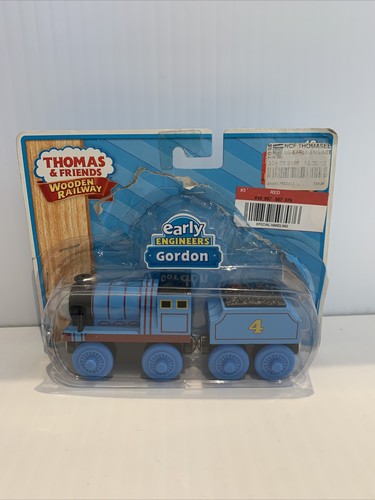 THOMAS
& FRIENDS
WOODEN
RAILWAY
early
ENGINEERS
Gordon
RED
4